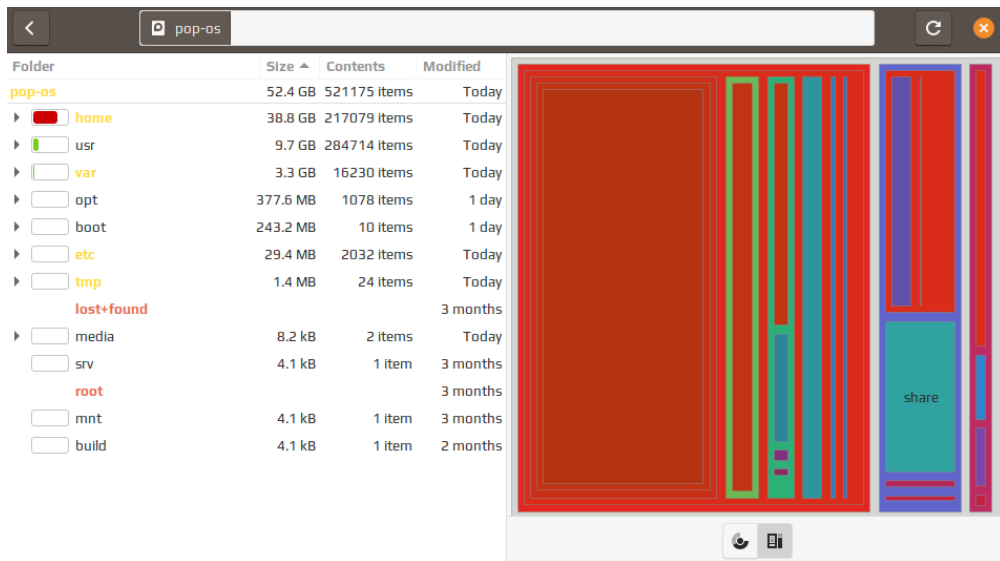 pop-os
Folder Size Contents Modified
pop-os 52.4 GB 521175 items Today
home 38.8 GB 217079 items Today
usr 9.7 GB 284714 items Today
var 3.3 GB 16230 items Today
opt 377.6 MB 1078 items 1 day
boot 243.2 MB 10 items 1 day
etc 29.4 MB 2032 items Today
tmp 1.4 MB 24 items Today
lost+found 3 months
media 8.2 kB 2 items Today
srv 4.1 kB 1 item 3 months
root 3 months
mnt 4.1 kB 1 item 3 months
build 4.1 kB 1 item 2 months
share